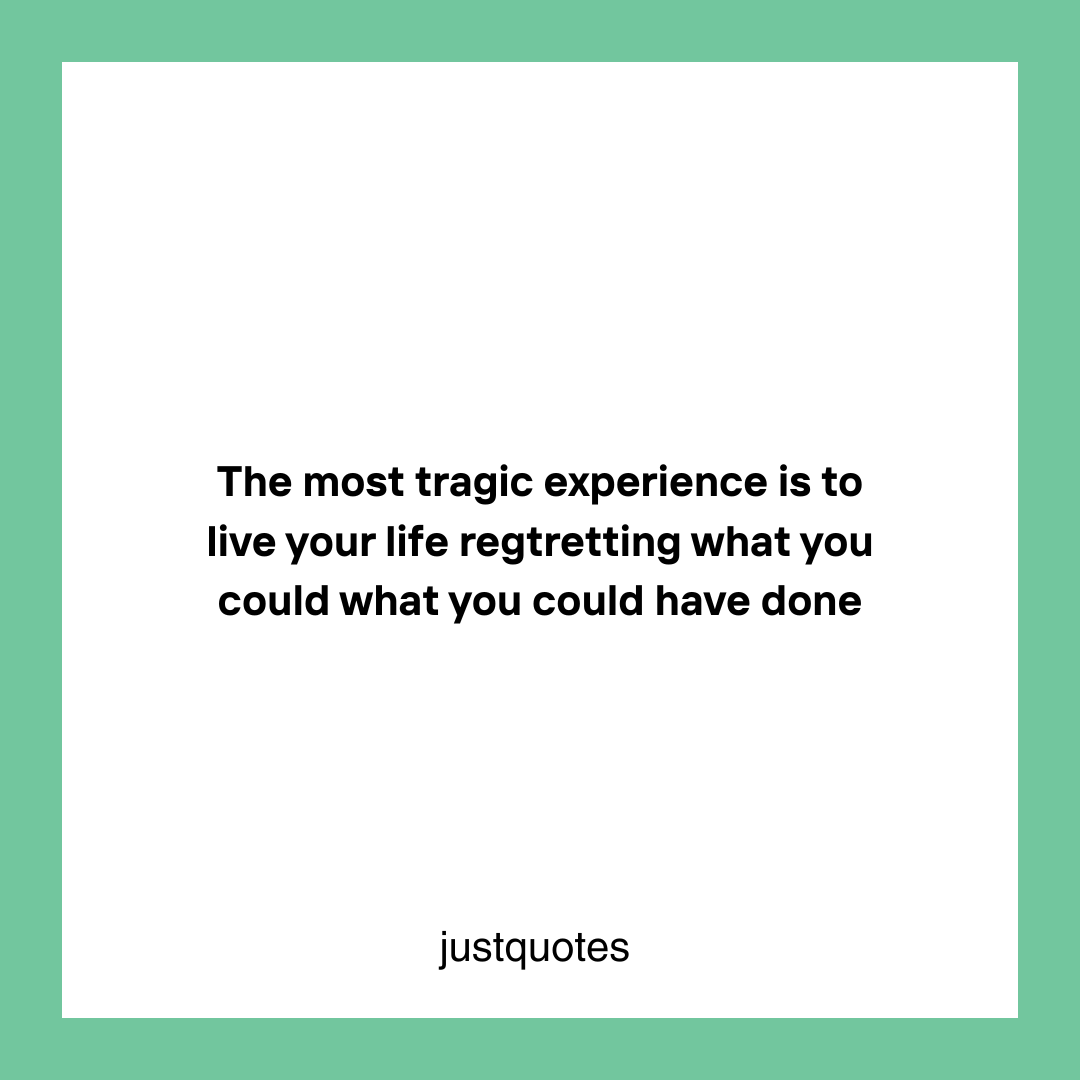 The most tragic experience is to
live your life regtretting what you
could what you could have done
justquotes